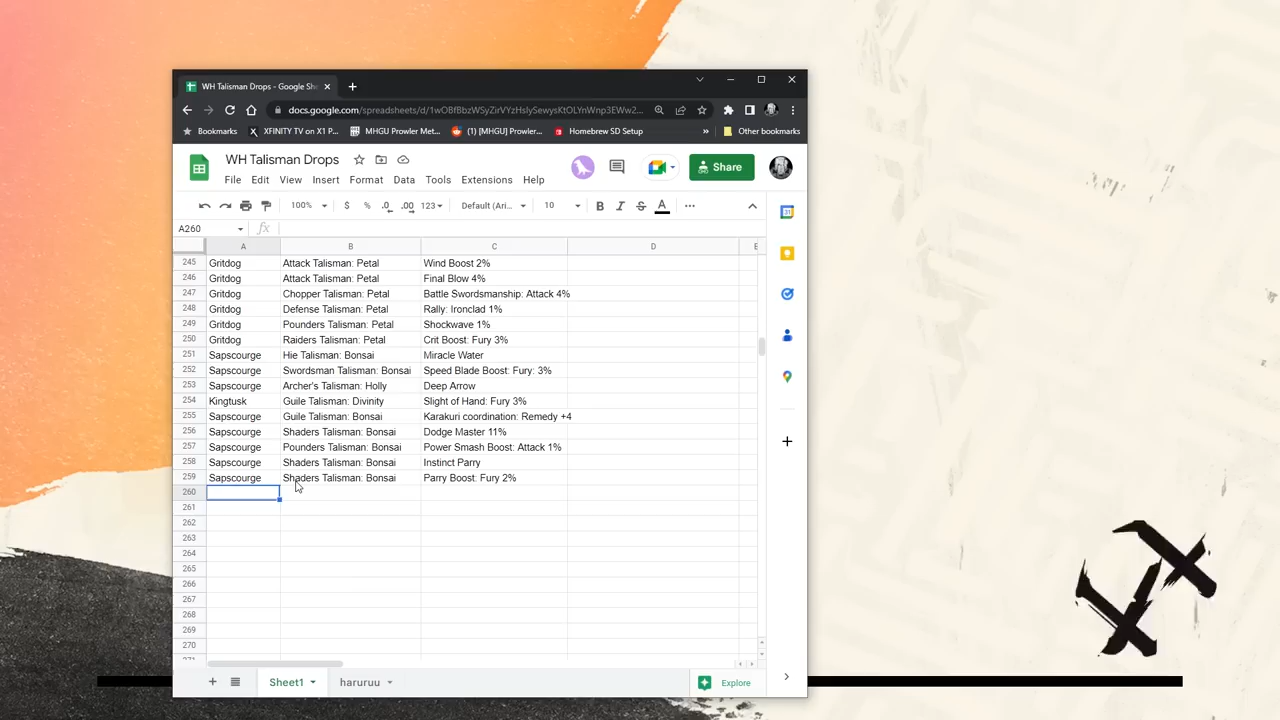 WH Talisman Drops - Google She
docs.google.com/spreadsheets/d/1wOBfBbzWSyZirVYzHslySewysKtOLYnWnp3EWw2...
Bookmarks XFINITY TV on X1 P... MHGU Prowler Met... (1) [MHGU] Prowler... Homebrew SD Setup » Other bookmarks
WH Talisman Drops
Share
File Edit View Insert Format Data Tools Extensions Help
100% $ % .0 .00 123 Default (Ari... 10 B I S A
A260 fx
A B C D E
245 Gritdog Attack Talisman: Petal Wind Boost 2%
246 Gritdog Attack Talisman: Petal Final Blow 4%
247 Gritdog Chopper Talisman: Petal Battle Swordsmanship: Attack 4%
248 Gritdog Defense Talisman: Petal Rally: Ironclad 1%
249 Gritdog Pounders Talisman: Petal Shockwave 1%
250 Gritdog Raiders Talisman: Petal Crit Boost: Fury 3%
251 Sapscourge Hie Talisman: Bonsai Miracle Water
252 Sapscourge Swordsman Talisman: Bonsai Speed Blade Boost: Fury: 3%
253 Sapscourge Archer's Talisman: Holly Deep Arrow
254 Kingtusk Guile Talisman: Divinity Slight of Hand: Fury 3%
255 Sapscourge Guile Talisman: Bonsai Karakuri coordination: Remedy +4
256 Sapscourge Shaders Talisman: Bonsai Dodge Master 11%
257 Sapscourge Pounders Talisman: Bonsai Power Smash Boost: Attack 1%
258 Sapscourge Shaders Talisman: Bonsai Instinct Parry
259 Sapscourge Shaders Talisman: Bonsai Parry Boost: Fury 2%
260
261
262
263
264
265
266
267
268
269
270
Sheet1 haruruu Explore